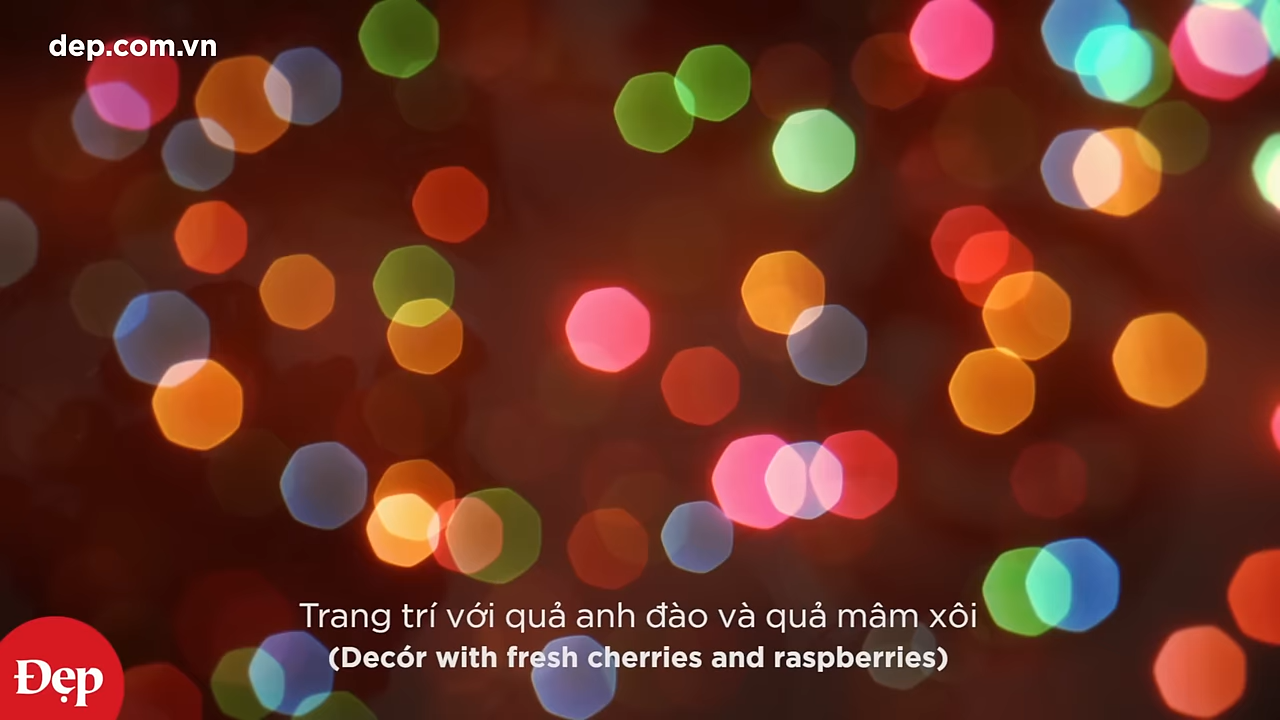 dep.com.vn
Trang trí với quả anh đào và quả mâm xôi
(Decór with fresh cherries and raspberries)
Đẹp